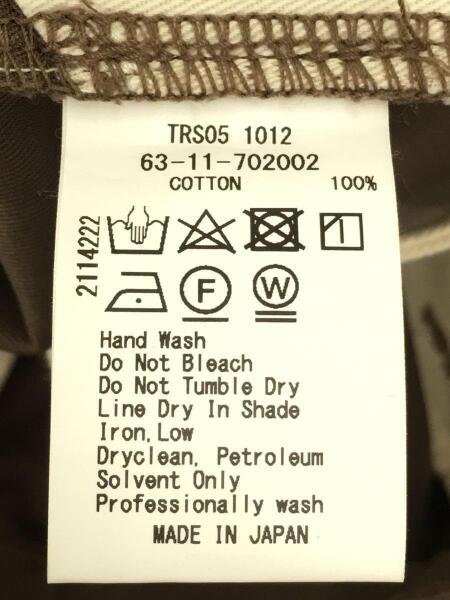 TRS05 1012
63-11-702002
COTTON 100%
2114222
F W
Hand Wash
Do Not Bleach
Do Not Tumble Dry
Line Dry In Shade
Iron,Low
Dryclean, Petroleum
Solvent Only
Professionally wash
MADE IN JAPAN